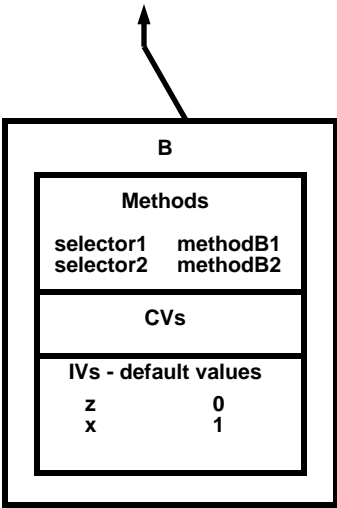 B
Methods
selector1 methodB1
selector2 methodB2
CVs
IVs - default values
z 0
x 1